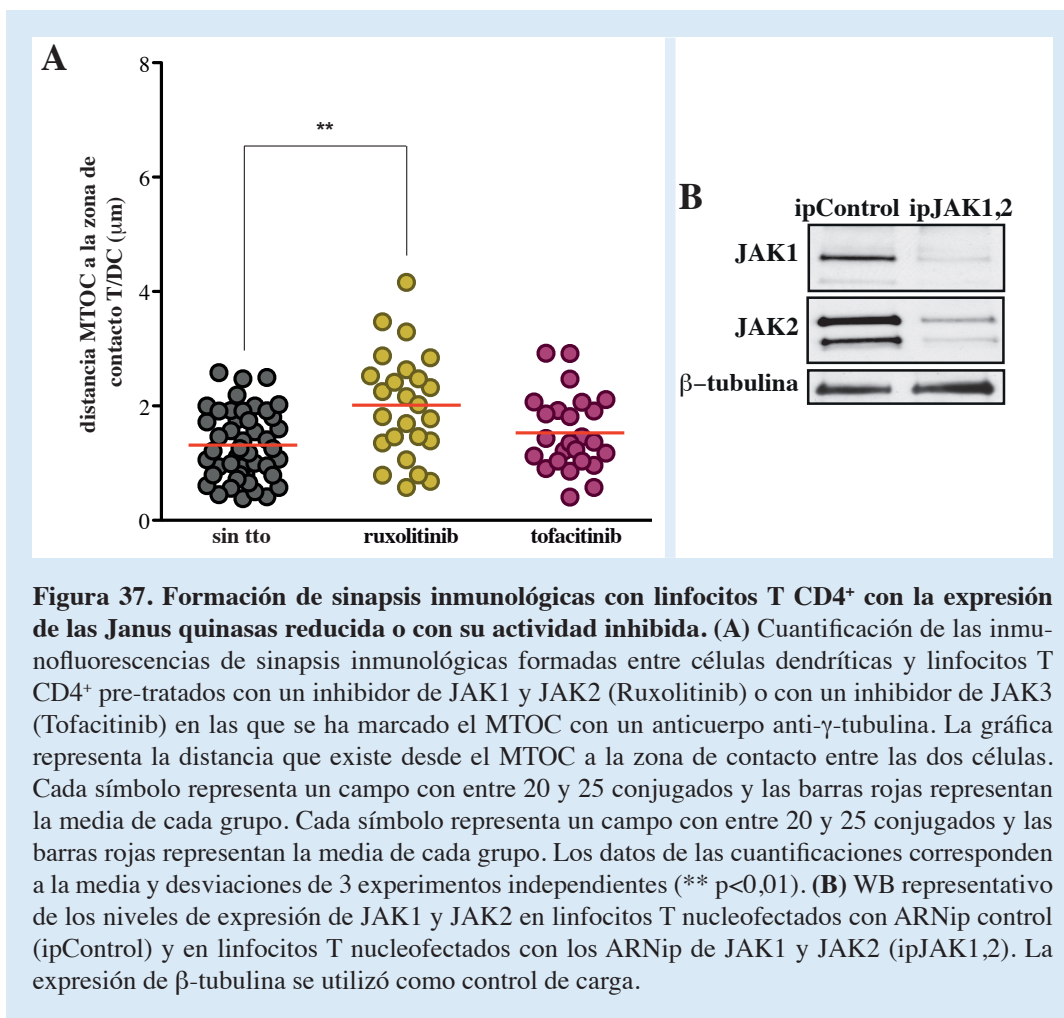 A
8
6
4
2
0
distancia MTOC a la zona de
contacto T/DC (μm)
**
sin tto
ruxolitinib
tofacitinib
B
ipControl ipJAK1,2
JAK1
JAK2
β–tubulina
Figura 37. Formación de sinapsis inmunológicas con linfocitos T CD4⁺ con la expresión
de las Janus quinasas reducida o con su actividad inhibida. (A) Cuantificación de las inmu-
nofluorescencias de sinapsis inmunológicas formadas entre células dendríticas y linfocitos T
CD4⁺ pre-tratados con un inhibidor de JAK1 y JAK2 (Ruxolitinib) o con un inhibidor de JAK3
(Tofacitinib) en las que se ha marcado el MTOC con un anticuerpo anti-γ-tubulina. La gráfica
representa la distancia que existe desde el MTOC a la zona de contacto entre las dos células.
Cada símbolo representa un campo con entre 20 y 25 conjugados y las barras rojas representan
la media de cada grupo. Cada símbolo representa un campo con entre 20 y 25 conjugados y las
barras rojas representan la media de cada grupo. Los datos de las cuantificaciones corresponden
a la media y desviaciones de 3 experimentos independientes (** p<0,01). (B) WB representativo
de los niveles de expresión de JAK1 y JAK2 en linfocitos T nucleofectados con ARNip control
(ipControl) y en linfocitos T nucleofectados con los ARNip de JAK1 y JAK2 (ipJAK1,2). La
expresión de β-tubulina se utilizó como control de carga.